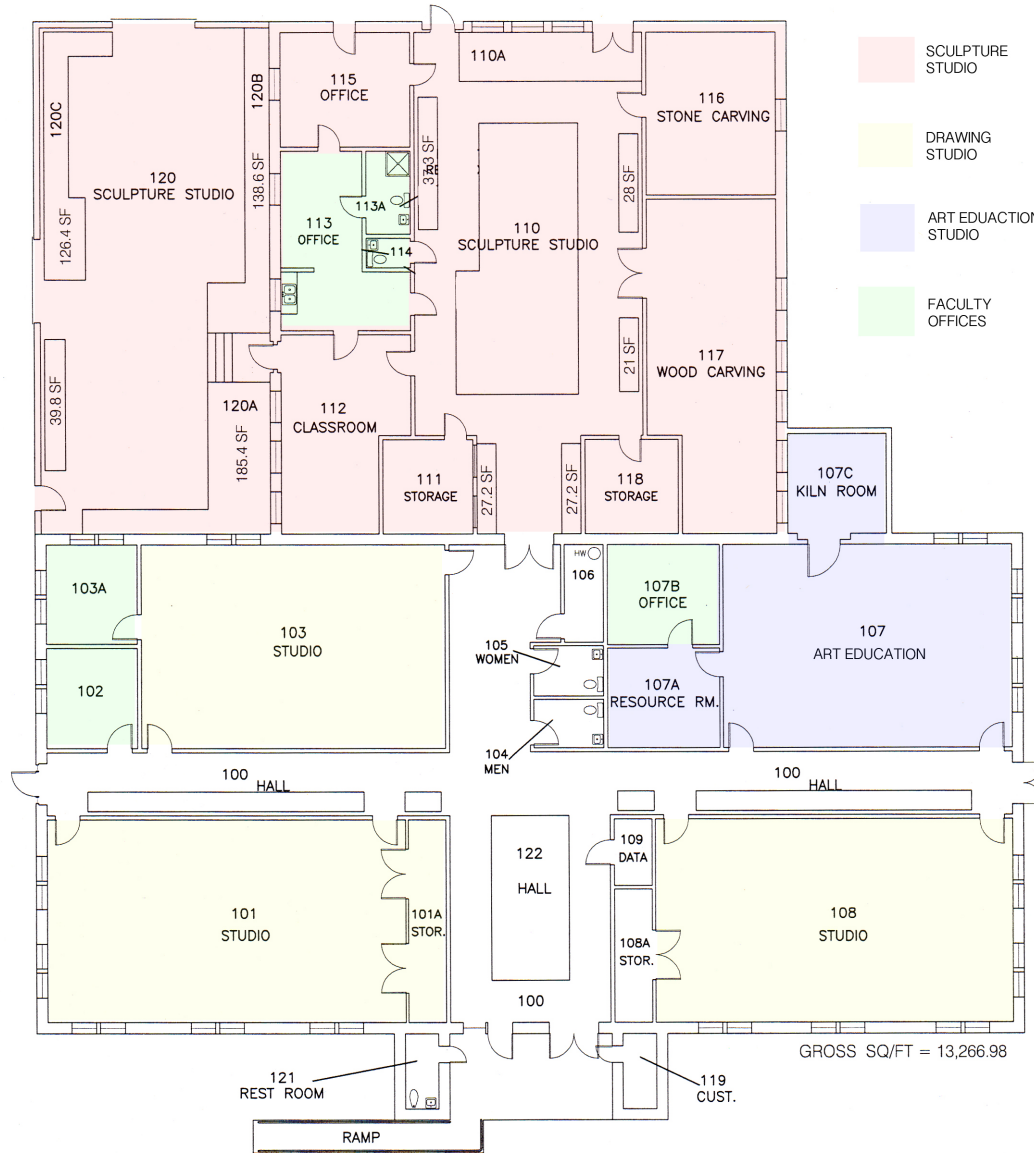 120C
120
SCULPTURE STUDIO
126.4 SF
39.8 SF
120B
138.6 SF
120A
185.4 SF
115
OFFICE
113
OFFICE
113A
114
112
CLASSROOM
111
STORAGE
110A
110
SCULPTURE STUDIO
28 SF
21 SF
27.2 SF
27.2 SF
118
STORAGE
116
STONE CARVING
117
WOOD CARVING
107C
KILN ROOM
SCULPTURE
STUDIO
DRAWING
STUDIO
ART EDUACTION
STUDIO
FACULTY
OFFICES
103A
102
103
STUDIO
HW
106
105
WOMEN
104
MEN
107B
OFFICE
107A
RESOURCE RM.
107
ART EDUCATION
100
HALL
100
HALL
101
STUDIO
101A
STOR.
122
HALL
100
109
DATA
108A
STOR.
108
STUDIO
GROSS SQ/FT = 13,266.98
121
REST ROOM
119
CUST.
RAMP